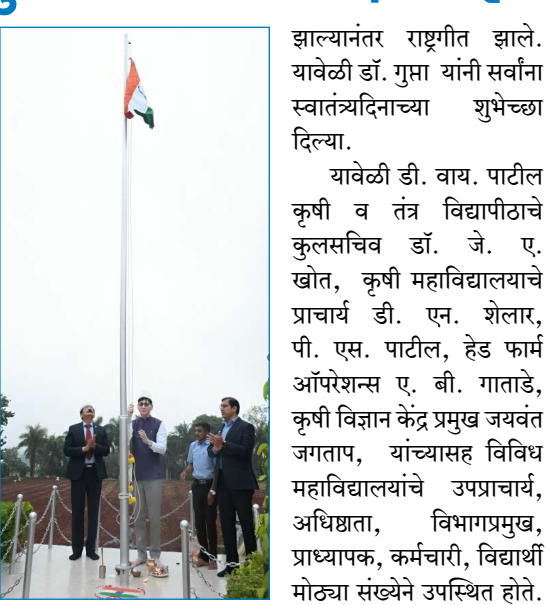 झाल्यानंतर राष्ट्रगीत झाले.
यावेळी डॉ. गुप्ता यांनी सर्वांना
स्वातंत्र्यदिनाच्या शुभेच्छा
दिल्या.
यावेळी डी. वाय. पाटील
कृषी व तंत्र विद्यापीठाचे
कुलसचिव डॉ. जे. ए.
खोत, कृषी महाविद्यालयाचे
प्राचार्य डी. एन. शेलार,
पी. एस. पाटील, हेड फार्म
ऑपरेशन्स ए. बी. गाताडे,
कृषी विज्ञान केंद्र प्रमुख जयवंत
जगताप, यांच्यासह विविध
महाविद्यालयांचे उपप्राचार्य,
अधिष्ठाता, विभागप्रमुख,
प्राध्यापक, कर्मचारी, विद्यार्थी
मोठ्या संख्येने उपस्थित होते.